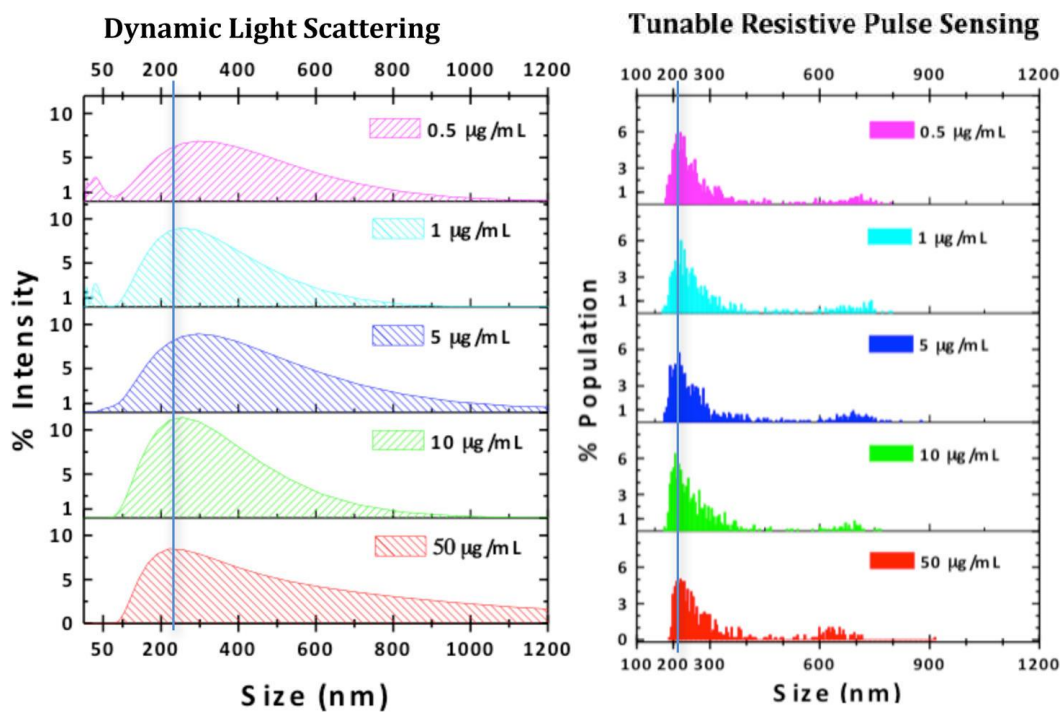 Dynamic Light Scattering
50 200 400 600 800 1000 1200
10
5
1
0.5 µg/mL
10
5
1
1 µg/mL
10
5
1
5 µg/mL
10
5
1
10 µg/mL
10
5
0
50 µg/mL
50 200 400 600 800 1000 1200
% Intensity
Size (nm)
Tunable Resistive Pulse Sensing
100 200 300 600 900 1200
6
3
1
0.5 µg/mL
6
3
1
1 µg/mL
6
3
1
5 µg/mL
6
3
1
10 µg/mL
6
3
0
50 µg/mL
100 200 300 600 900 1200
% Population
Size (nm)